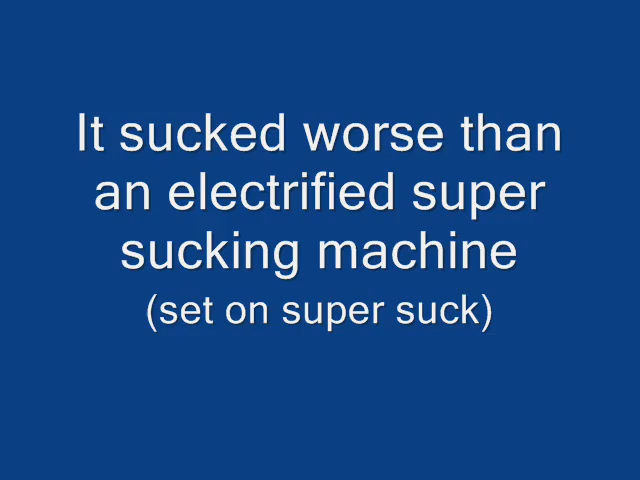 It sucked worse than
an electrified super
sucking machine
(set on super suck)